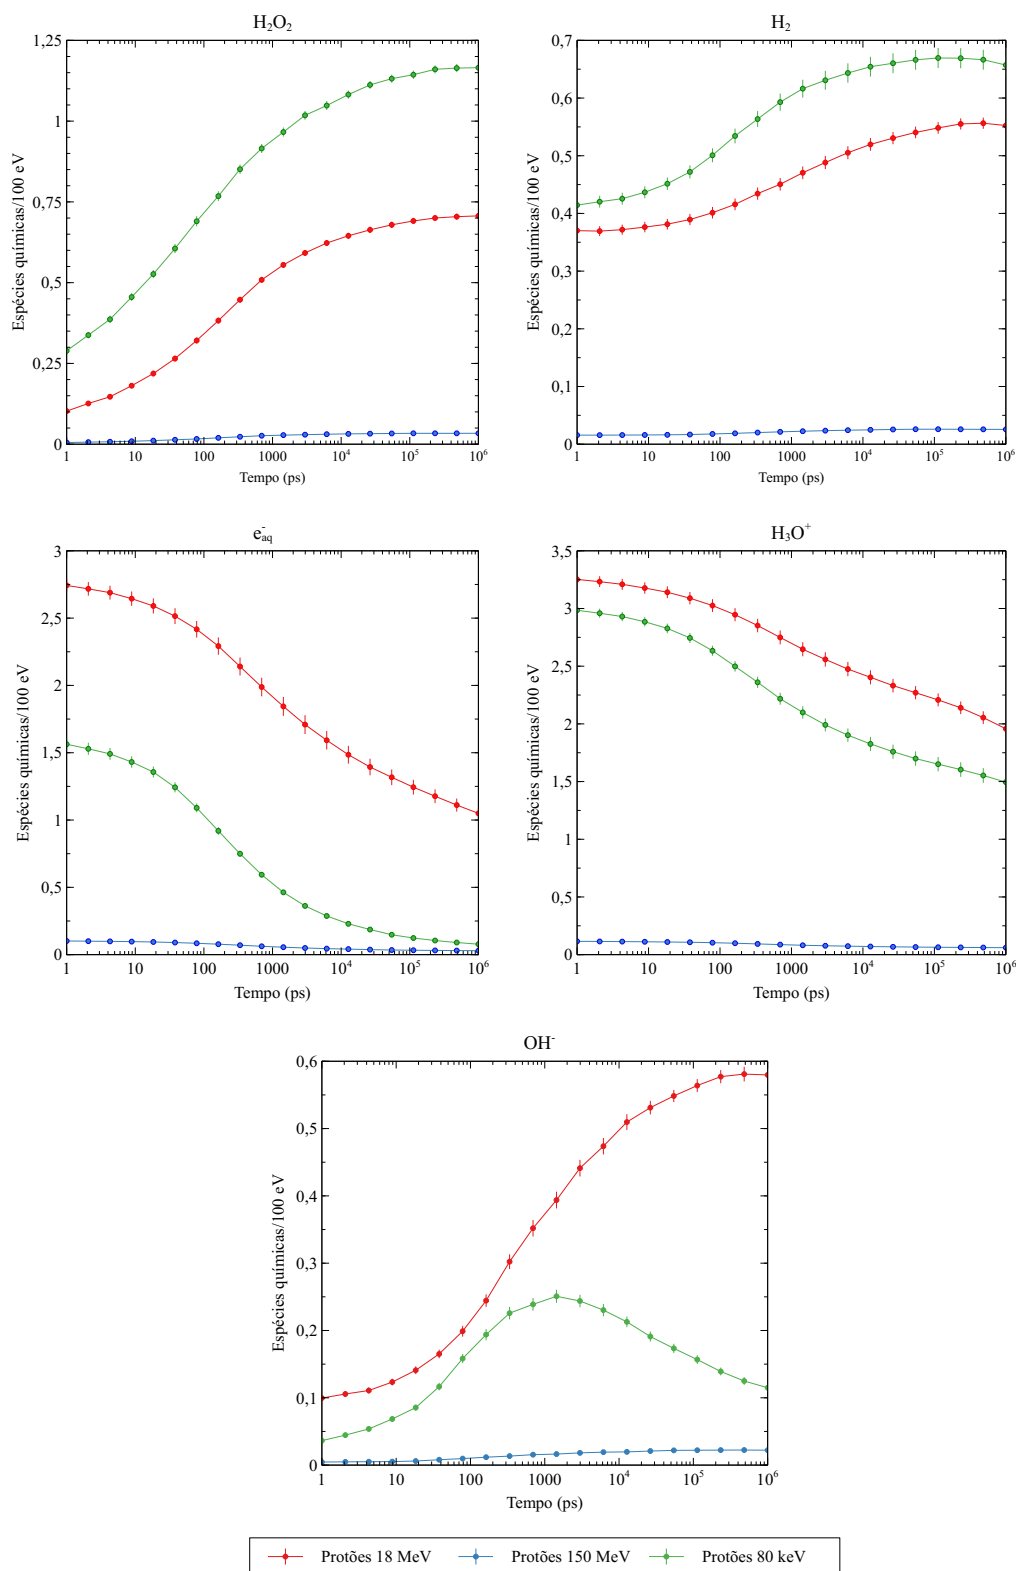 H₂O₂
Espécies químicas/100 eV
1,25
1
0,75
0,5
0,25
0
1 10 100 1000 10⁴ 10⁵ 10⁶
Tempo (ps)
H₂
Espécies químicas/100 eV
0,7
0,6
0,5
0,4
0,3
0,2
0,1
0
1 10 100 1000 10⁴ 10⁵ 10⁶
Tempo (ps)
e⁻aq
Espécies químicas/100 eV
3
2,5
2
1,5
1
0,5
0
1 10 100 1000 10⁴ 10⁵ 10⁶
Tempo (ps)
H₃O⁺
Espécies químicas/100 eV
3,5
3
2,5
2
1,5
1
0,5
0
1 10 100 1000 10⁴ 10⁵ 10⁶
Tempo (ps)
OH⁻
Espécies químicas/100 eV
0,6
0,5
0,4
0,3
0,2
0,1
0
1 10 100 1000 10⁴ 10⁵ 10⁶
Tempo (ps)
Protões 18 MeV Protões 150 MeV Protões 80 keV